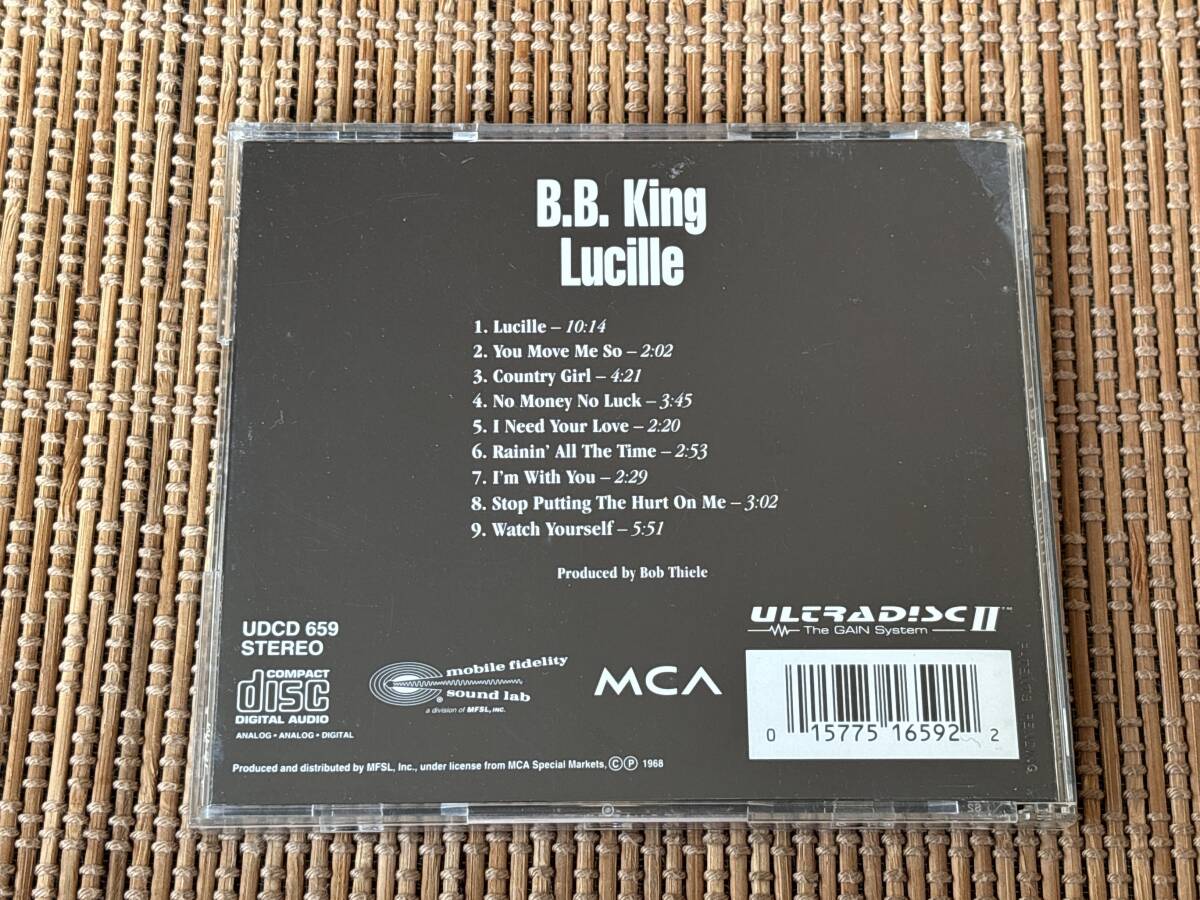 B.B. King
Lucille
1. Lucille – 10:14
2. You Move Me So – 2:02
3. Country Girl – 4:21
4. No Money No Luck – 3:45
5. I Need Your Love – 2:20
6. Rainin' All The Time – 2:53
7. I'm With You – 2:29
8. Stop Putting The Hurt On Me – 3:02
9. Watch Yourself – 5:51
Produced by Bob Thiele
UDCD 659
STEREO
COMPACT
disc
DIGITAL AUDIO
ANALOG • ANALOG • DIGITAL
mobile fidelity
sound lab
®
a division of MFSL, INC.
MCA
ULTRADISC II™
The GAIN System
0 15775 16592 2
PATENTS PENDING
Produced and distributed by MFSL, Inc., under license from MCA Special Markets, ©℗ 1968